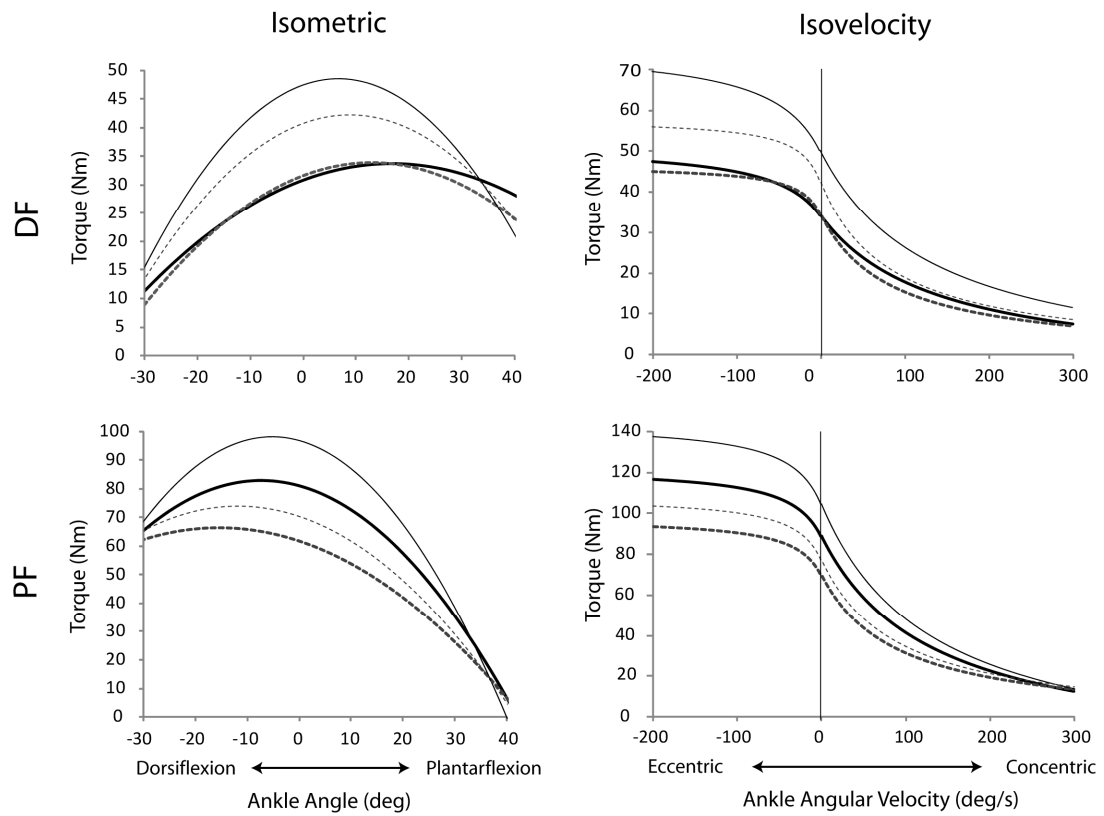 Isometric
Isovelocity
DF
Torque (Nm)
50
45
40
35
30
25
20
15
10
5
0
-30 -20 -10 0 10 20 30 40
Torque (Nm)
70
60
50
40
30
20
10
0
-200 -100 0 100 200 300
PF
Torque (Nm)
100
90
80
70
60
50
40
30
20
10
0
-30 -20 -10 0 10 20 30 40
Dorsiflexion Plantarflexion
Ankle Angle (deg)
Torque (Nm)
140
120
100
80
60
40
20
0
-200 -100 0 100 200 300
Eccentric Concentric
Ankle Angular Velocity (deg/s)